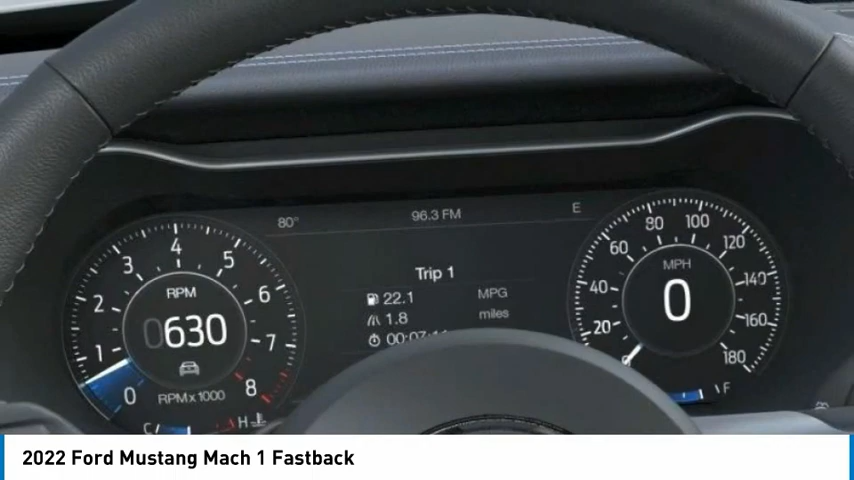 80° 96.3 FM E
Trip 1
22.1 MPG
1.8 miles
RPM
0630
RPM x 1000
0 1 2 3 4 5 6 7 8
C H
MPH
0
20 40 60 80 100 120 140 160 180
F
2022 Ford Mustang Mach 1 Fastback